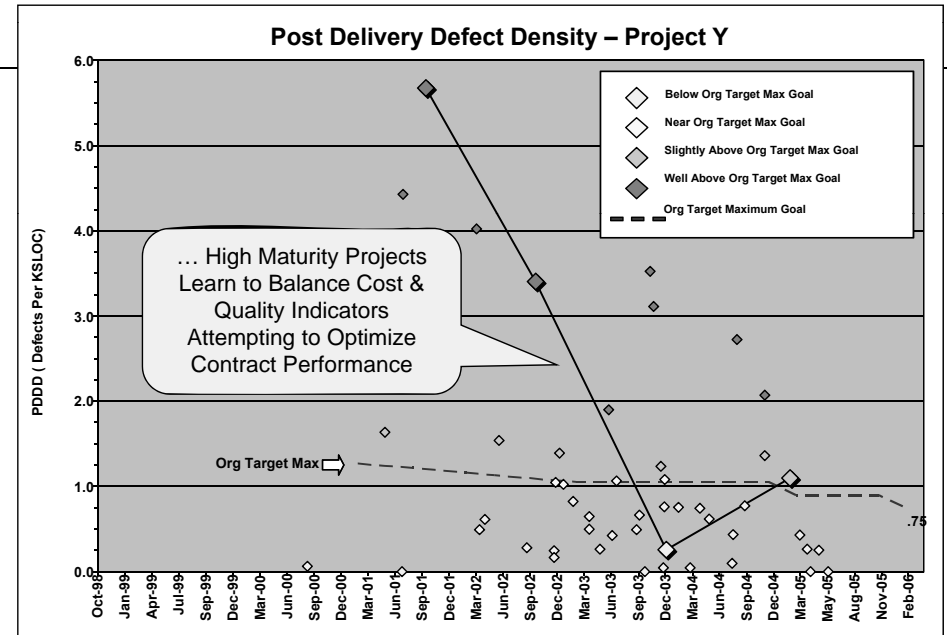 Post Delivery Defect Density – Project Y
6.0
5.0
4.0
3.0
2.0
1.0
0.0
PDDD ( Defects Per KSLOC)
Below Org Target Max Goal
Near Org Target Max Goal
Slightly Above Org Target Max Goal
Well Above Org Target Max Goal
Org Target Maximum Goal
… High Maturity Projects
Learn to Balance Cost &
Quality Indicators
Attempting to Optimize
Contract Performance
Org Target Max
.75
Oct-98
Jan-99
Apr-99
Jul-99
Sep-99
Dec-99
Mar-00
Jun-00
Sep-00
Dec-00
Mar-01
Jun-01
Sep-01
Dec-01
Mar-02
Jun-02
Sep-02
Dec-02
Mar-03
Jun-03
Sep-03
Dec-03
Mar-04
Jun-04
Sep-04
Dec-04
Mar-05
May-05
Aug-05
Nov-05
Feb-06